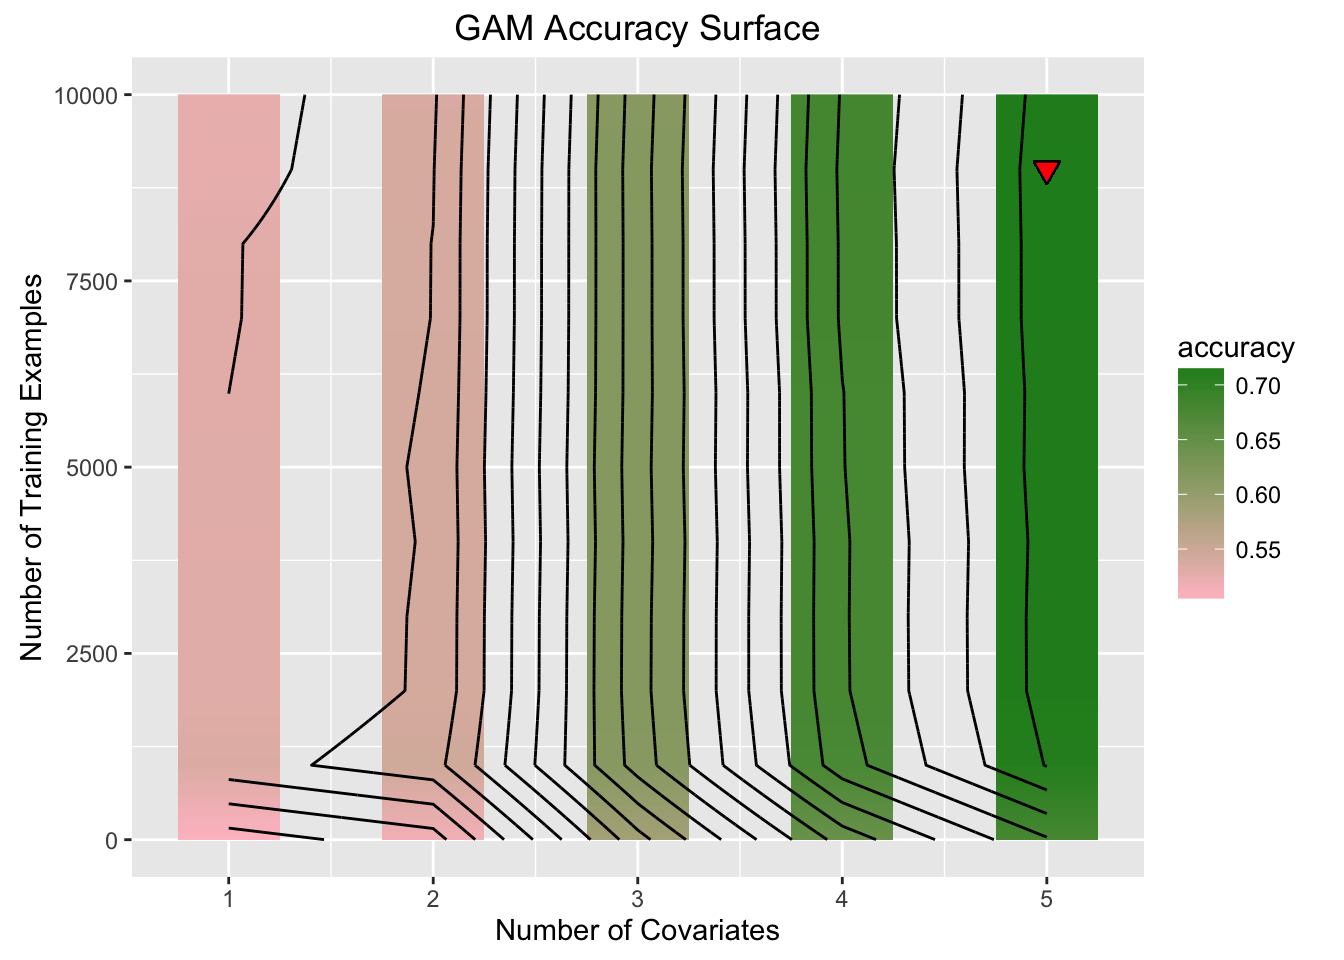 GAM Accuracy Surface
Number of Training Examples
10000
7500
5000
2500
0
1 2 3 4 5
Number of Covariates
accuracy
0.70
0.65
0.60
0.55